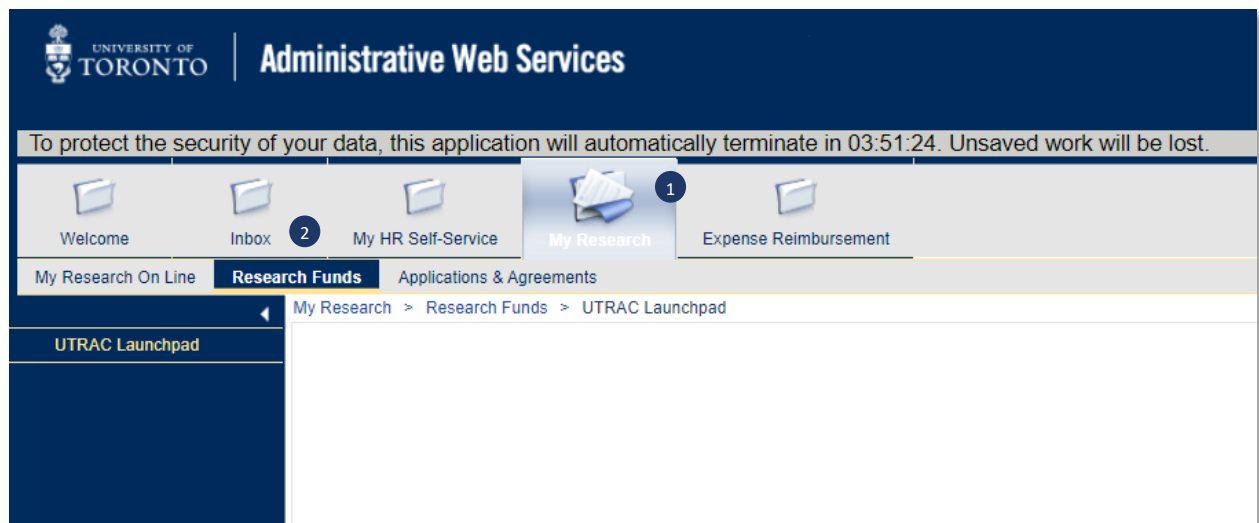 UNIVERSITY OF
TORONTO
Administrative Web Services
To protect the security of your data, this application will automatically terminate in 03:51:24. Unsaved work will be lost.
1
Welcome Inbox 2 My HR Self-Service My Research Expense Reimbursement
My Research On Line Research Funds Applications & Agreements
My Research > Research Funds > UTRAC Launchpad
UTRAC Launchpad